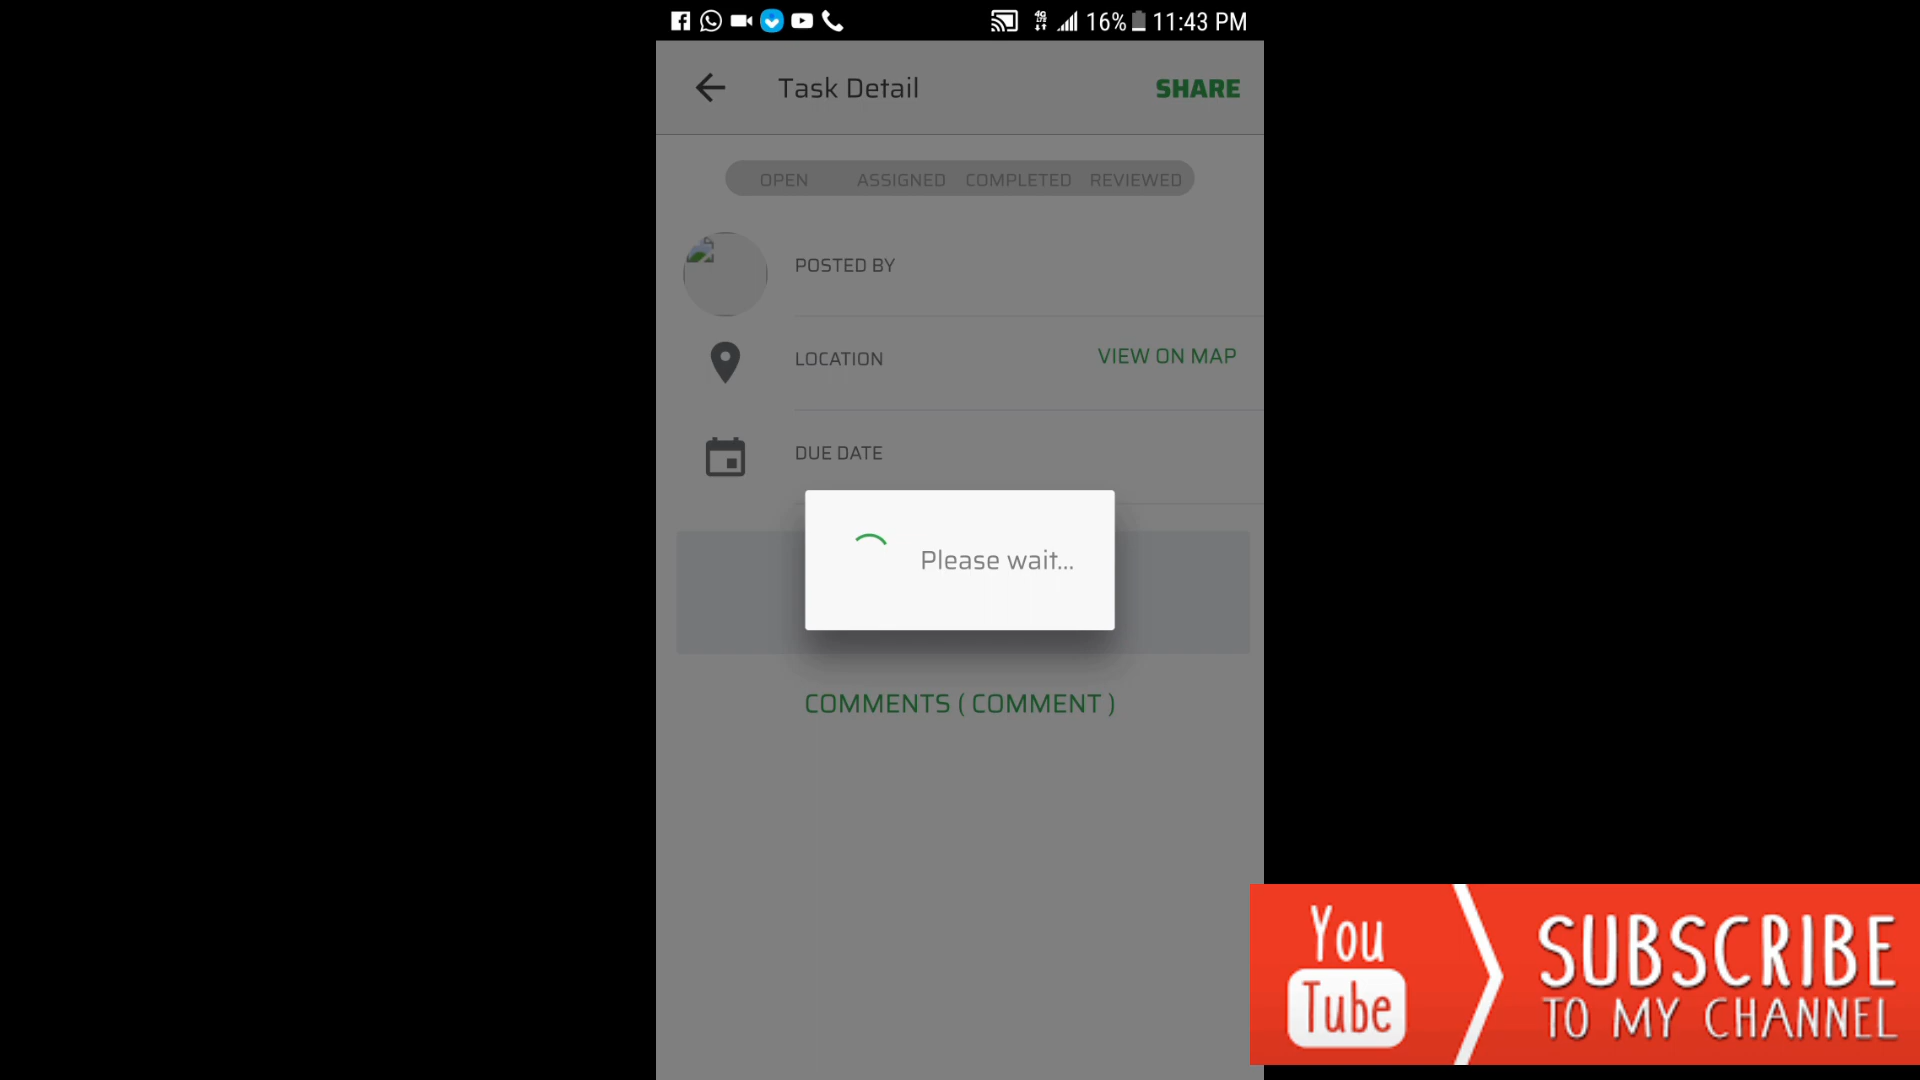 16% 11:43 PM
Task Detail
SHARE
OPEN ASSIGNED COMPLETED REVIEWED
POSTED BY
LOCATION
VIEW ON MAP
DUE DATE
Please wait...
COMMENTS ( COMMENT )
You
Tube
SUBSCRIBE
TO MY CHANNEL